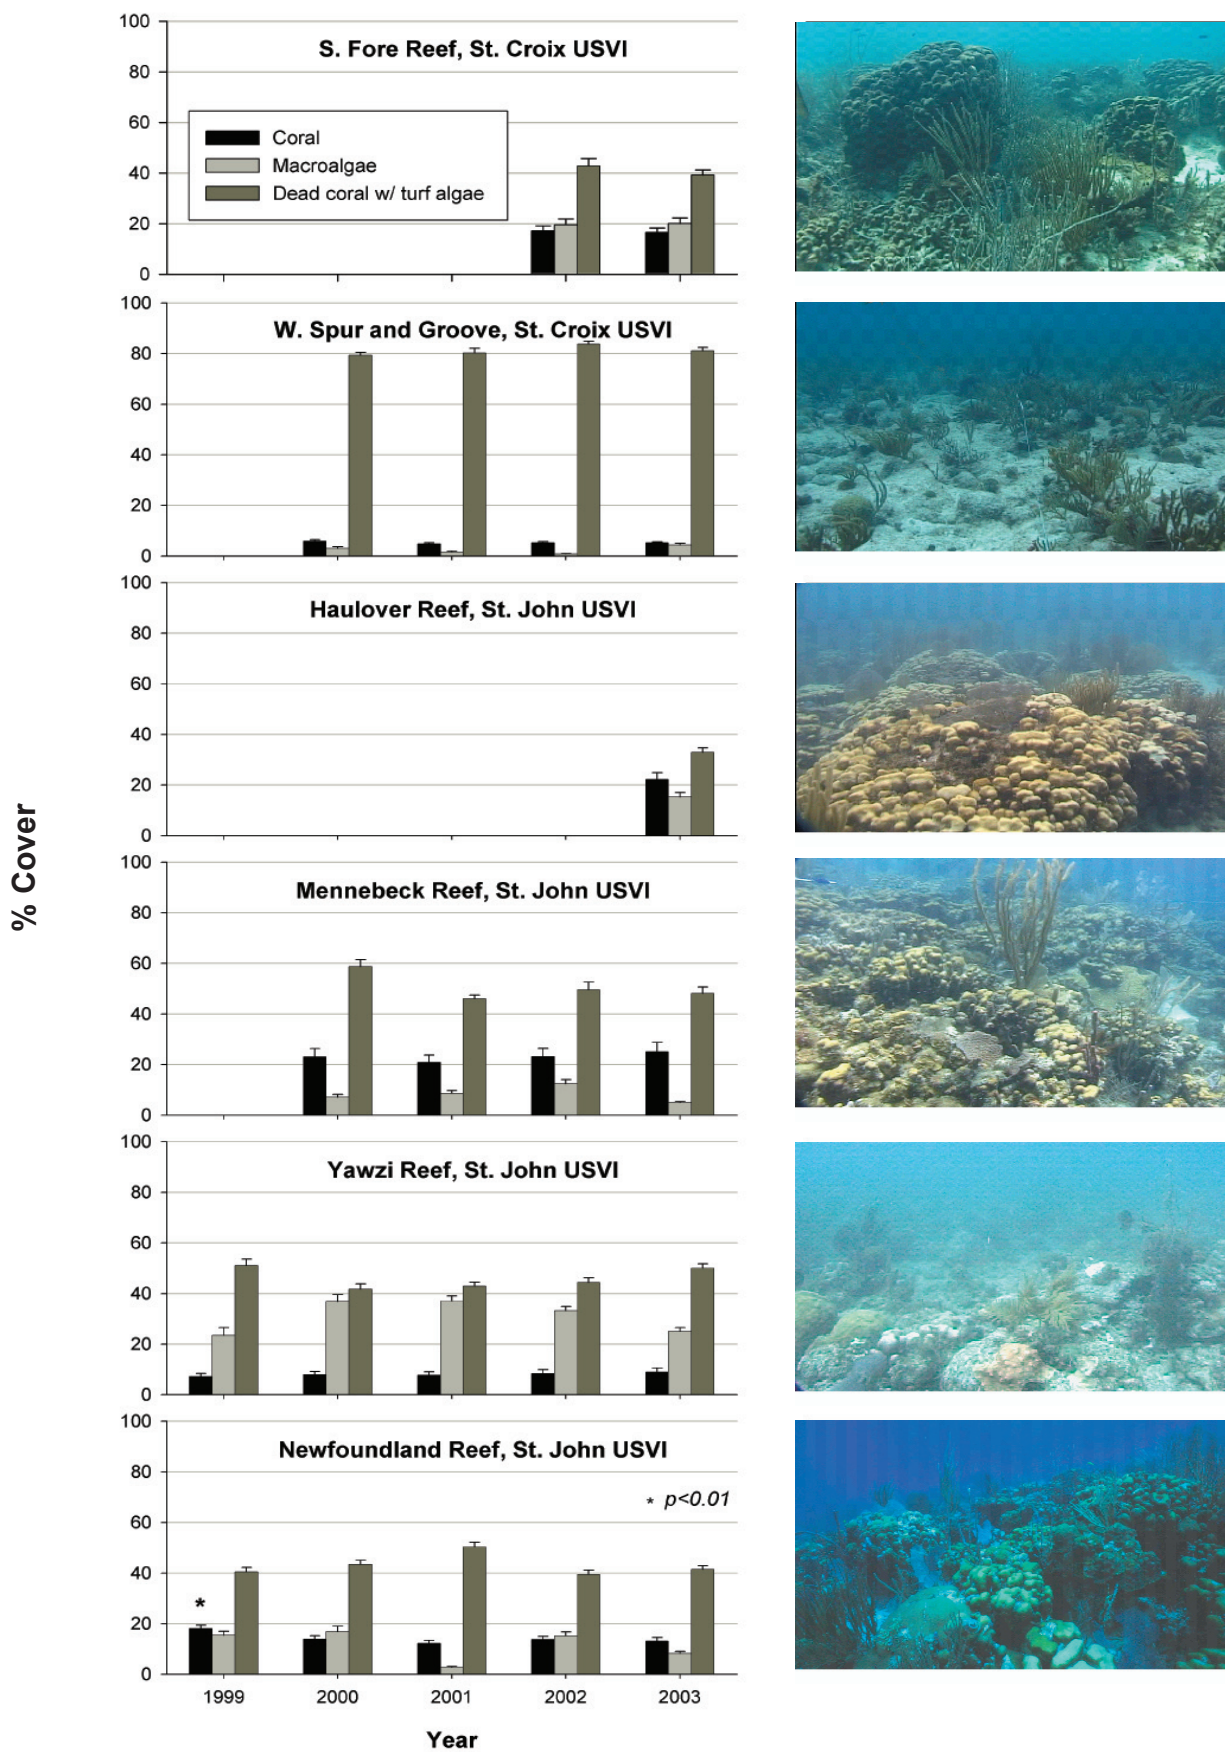 % Cover
100
S. Fore Reef, St. Croix USVI
80
60
Coral
Macroalgae
40
Dead coral w/ turf algae
20
0
100
W. Spur and Groove, St. Croix USVI
80
60
40
20
0
100
Haulover Reef, St. John USVI
80
60
40
20
0
100
Mennebeck Reef, St. John USVI
80
60
40
20
0
100
Yawzi Reef, St. John USVI
80
60
40
20
0
100
Newfoundland Reef, St. John USVI
80
* p<0.01
60
40
*
20
0
1999 2000 2001 2002 2003
Year